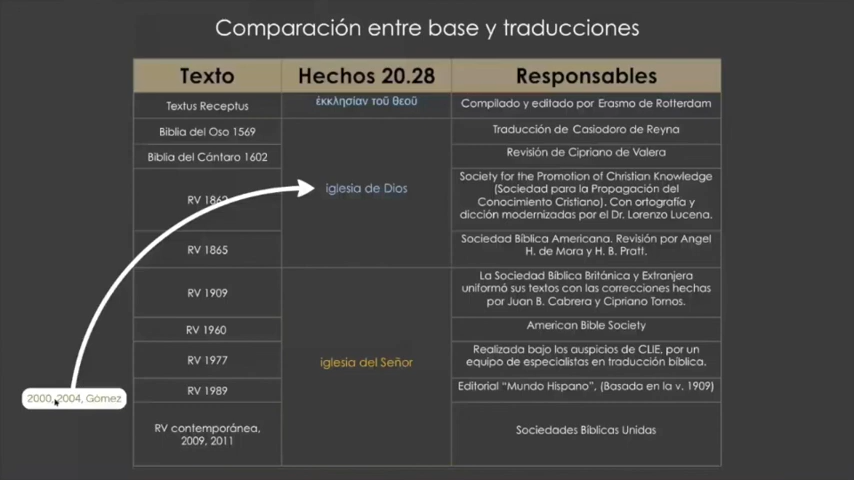 Comparación entre base y traducciones
Texto
Hechos 20.28
Responsables
Textus Receptus
ἐκκλησίαν τοῦ θεοῦ
Compilado y editado por Erasmo de Rotterdam
Biblia del Oso 1569
Traducción de Casiodoro de Reyna
Biblia del Cántaro 1602
Revisión de Cipriano de Valera
iglesia de Dios
RV 1862
Society for the Promotion of Christian Knowledge
(Sociedad para la Propagación del
Conocimiento Cristiano). Con ortografía y
dicción modernizadas por el Dr. Lorenzo Lucena.
RV 1865
Sociedad Bíblica Americana. Revisión por Angel
H. de Mora y H. B. Pratt.
RV 1909
La Sociedad Bíblica Británica y Extranjera
uniformó sus textos con las correcciones hechas
por Juan B. Cabrera y Cipriano Tornos.
RV 1960
American Bible Society
iglesia del Señor
RV 1977
Realizada bajo los auspicios de CLIE, por un
equipo de especialistas en traducción bíblica.
RV 1989
Editorial “Mundo Hispano”, (Basada en la v. 1909)
2000, 2004, Gómez
RV contemporánea,
2009, 2011
Sociedades Bíblicas Unidas